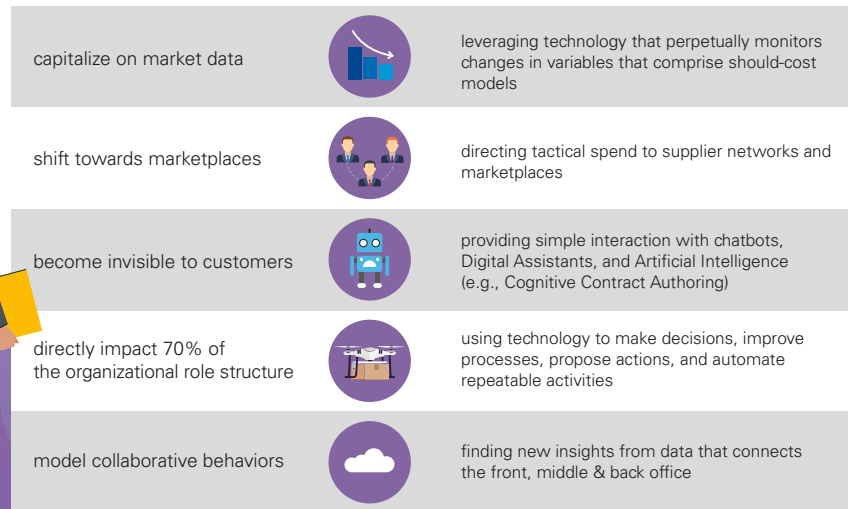 capitalize on market data
leveraging technology that perpetually monitors
changes in variables that comprise should-cost
models
shift towards marketplaces
directing tactical spend to supplier networks and
marketplaces
become invisible to customers
providing simple interaction with chatbots,
Digital Assistants, and Artificial Intelligence
(e.g., Cognitive Contract Authoring)
directly impact 70% of
the organizational role structure
using technology to make decisions, improve
processes, propose actions, and automate
repeatable activities
model collaborative behaviors
finding new insights from data that connects
the front, middle & back office